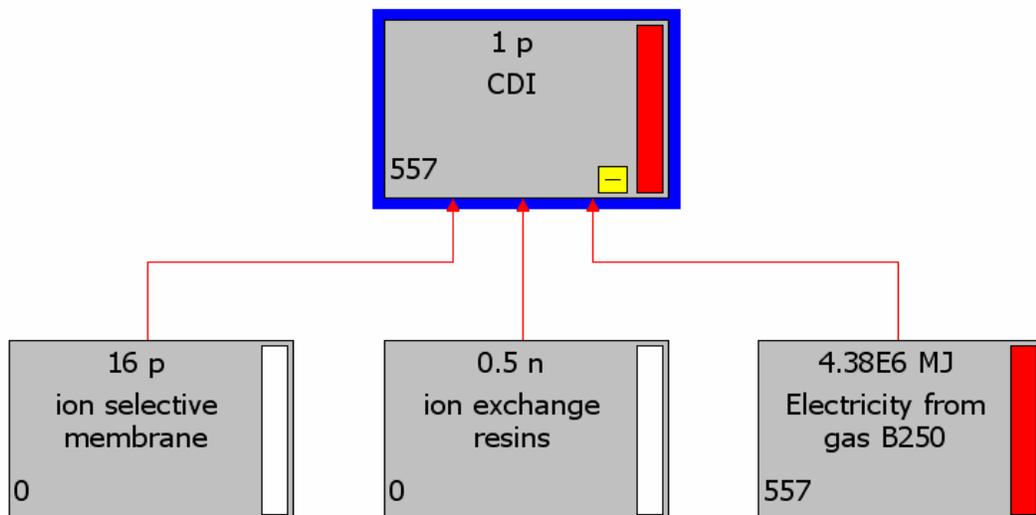 1 p
CDI
557
16 p
ion selective
membrane
0
0.5 n
ion exchange
resins
0
4.38E6 MJ
Electricity from
gas B250
557